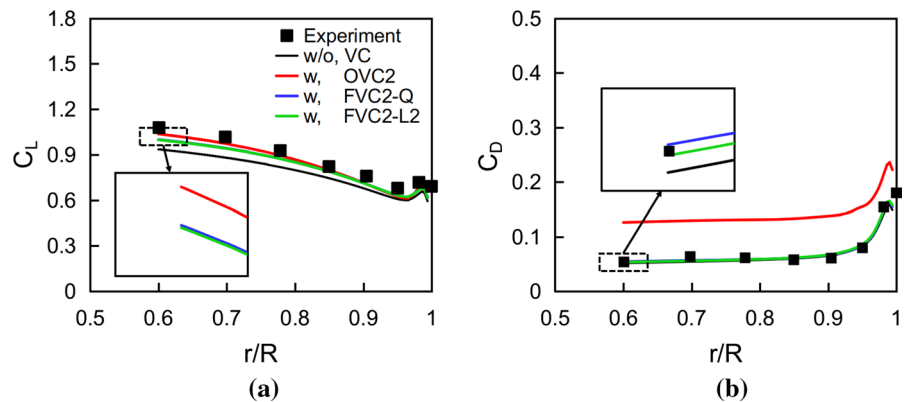 1.8
1.5
1.2
0.9
0.6
0.3
0
C_L
Experiment
w/o, VC
w, OVC2
w, FVC2-Q
w, FVC2-L2
0.5 0.6 0.7 0.8 0.9 1
r/R
(a)
0.5
0.4
0.3
0.2
0.1
0
C_D
0.5 0.6 0.7 0.8 0.9 1
r/R
(b)